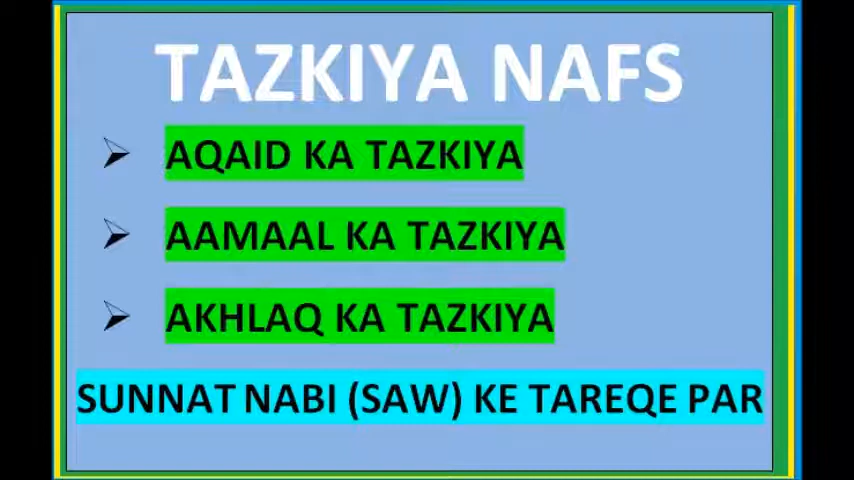 TAZKIYA NAFS
AQAID KA TAZKIYA
AAMAAL KA TAZKIYA
AKHLAQ KA TAZKIYA
SUNNAT NABI (SAW) KE TAREQE PAR